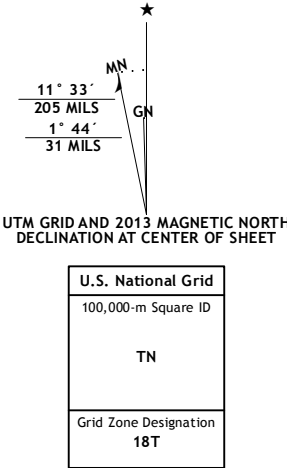 MN
GN
11° 33´
205 MILS
1° 44´
31 MILS
UTM GRID AND 2013 MAGNETIC NORTH
DECLINATION AT CENTER OF SHEET
U.S. National Grid
100,000-m Square ID
TN
Grid Zone Designation
18T